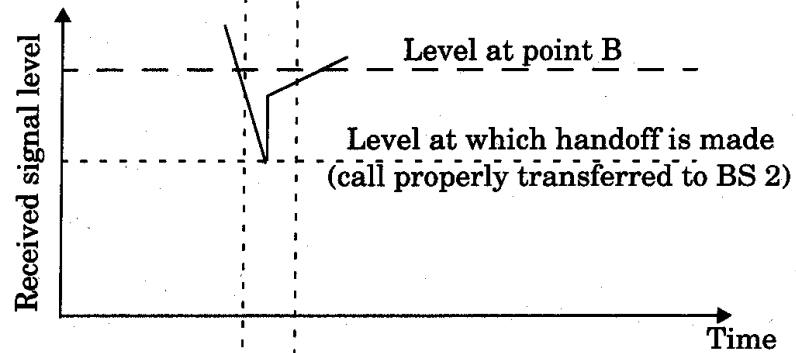 Received signal level
Level at point B
Level at which handoff is made
(call properly transferred to BS 2)
Time